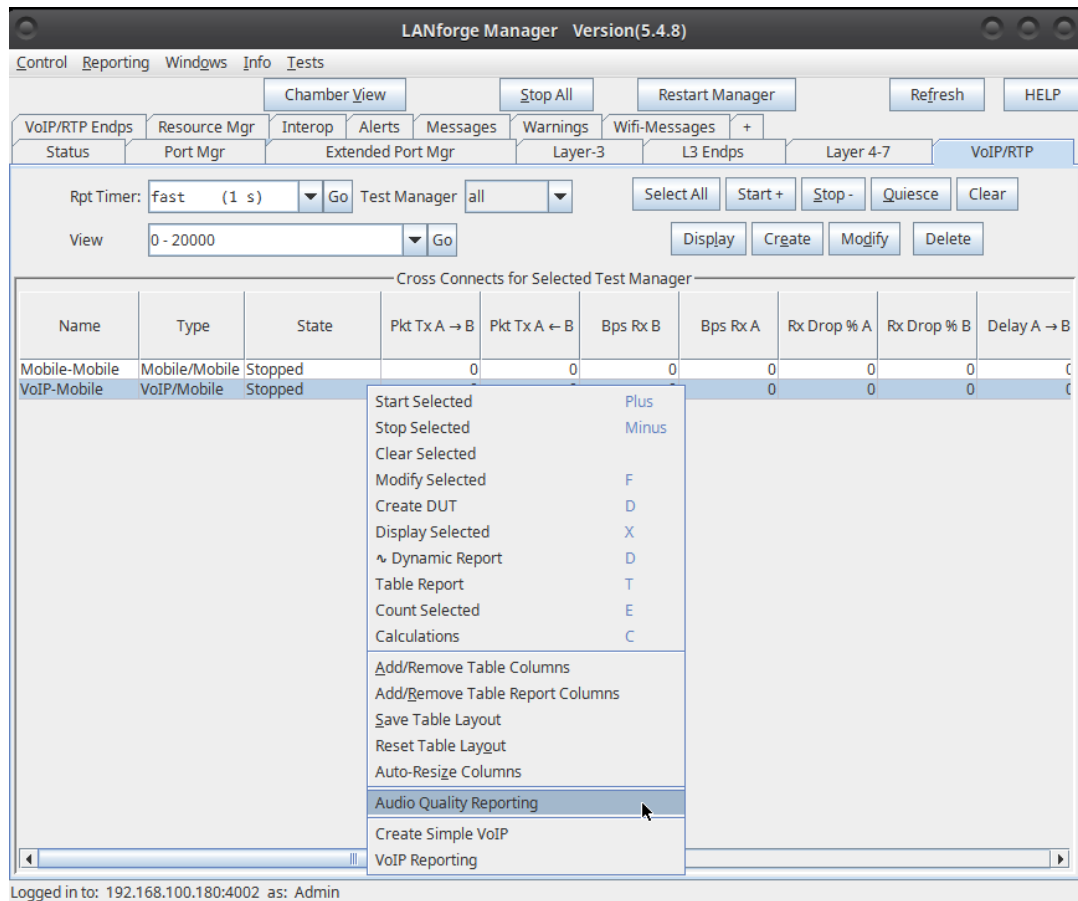 LANforge Manager   Version(5.4.8)
Control Reporting Windows Info Tests
Chamber View Stop All Restart Manager Refresh HELP
VoIP/RTP Endps Resource Mgr Interop Alerts Messages Warnings Wifi-Messages +
Status Port Mgr Extended Port Mgr Layer-3 L3 Endps Layer 4-7 VoIP/RTP
Rpt Timer: fast (1 s) Go Test Manager all Select All Start + Stop - Quiesce Clear
View 0 - 20000 Go Display Create Modify Delete
Cross Connects for Selected Test Manager
Name Type State Pkt Tx A → B Pkt Tx A ← B Bps Rx B Bps Rx A Rx Drop % A Rx Drop % B Delay A → B
Mobile-Mobile Mobile/Mobile Stopped 0 0 0 0 0 0 0
VoIP-Mobile VoIP/Mobile Stopped 0 0 0 0
Start Selected Plus
Stop Selected Minus
Clear Selected
Modify Selected F
Create DUT D
Display Selected X
∿ Dynamic Report D
Table Report T
Count Selected E
Calculations C
Add/Remove Table Columns
Add/Remove Table Report Columns
Save Table Layout
Reset Table Layout
Auto-Resize Columns
Audio Quality Reporting
Create Simple VoIP
VoIP Reporting
Logged in to: 192.168.100.180:4002 as: Admin